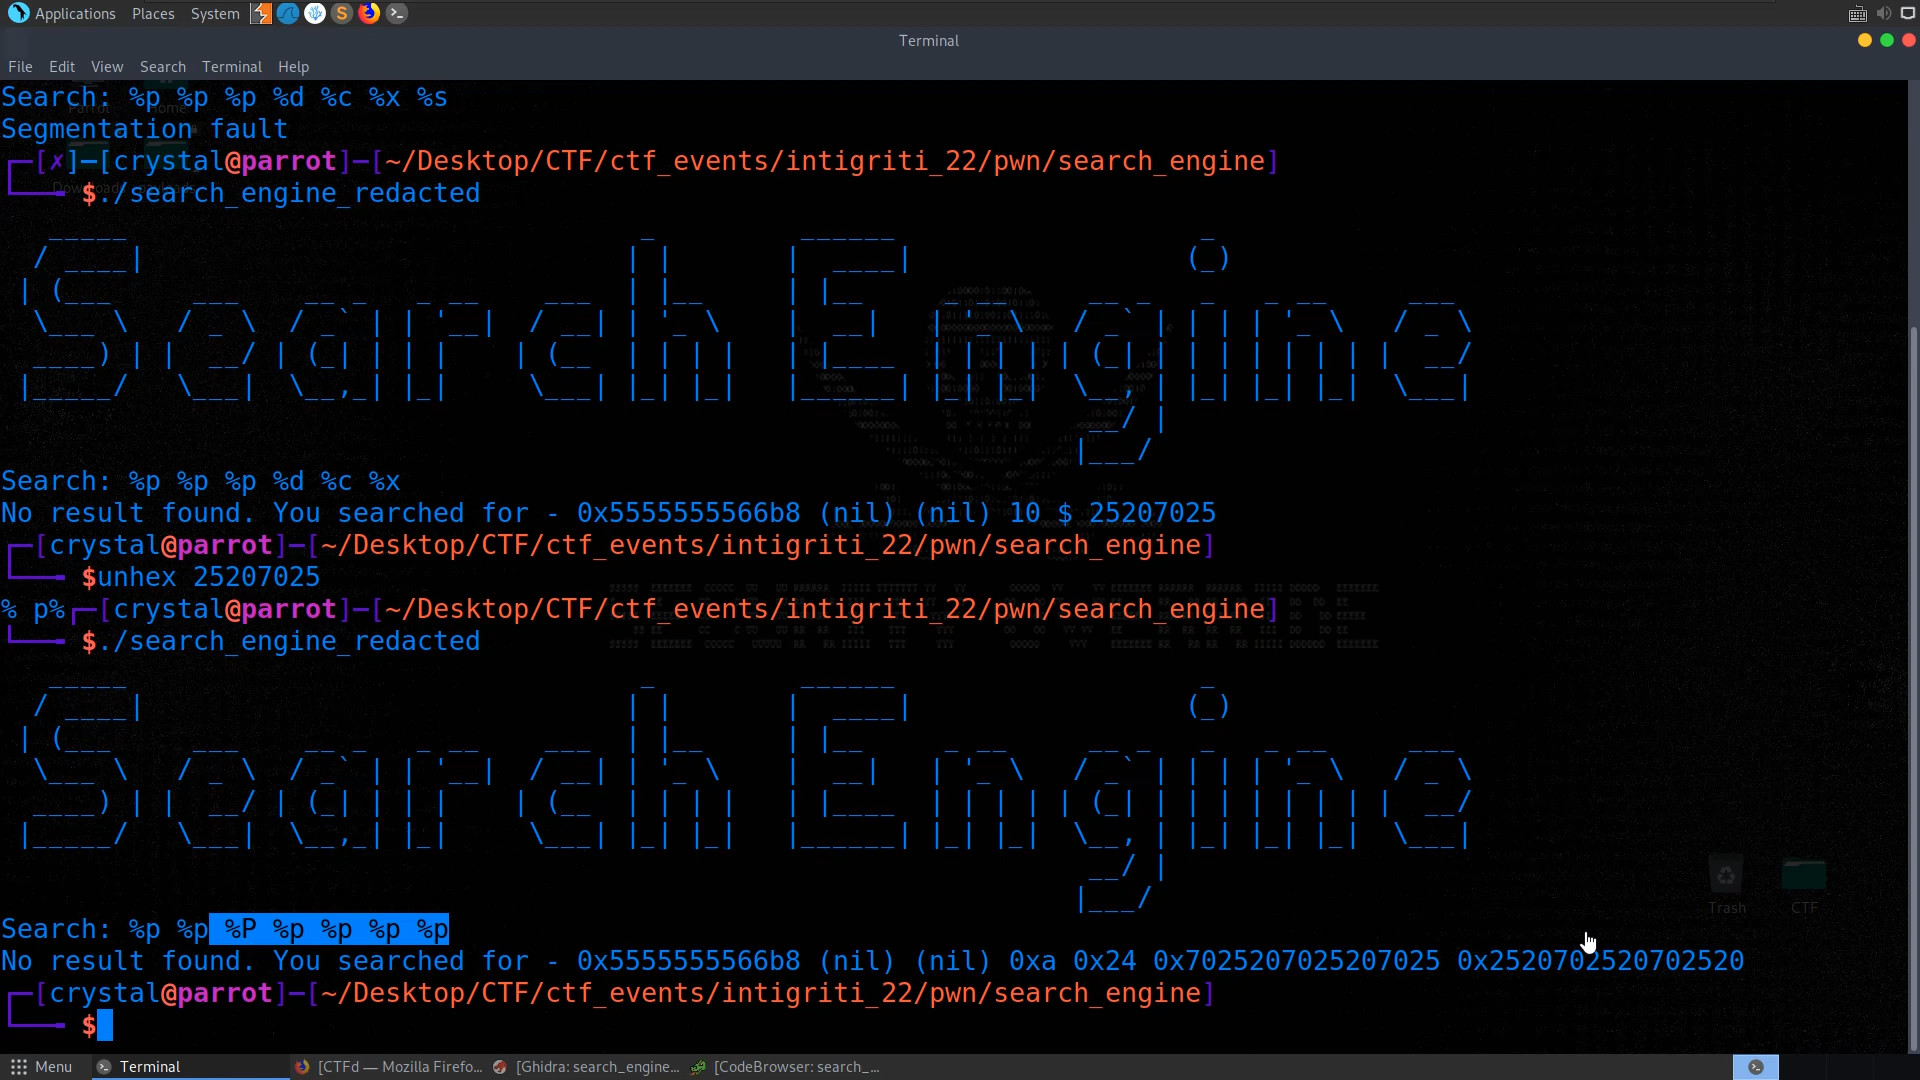 Applications Places System
Terminal
File Edit View Search Terminal Help
Search: %p %p %p %d %c %x %s
Segmentation fault
┌─[✗]─[crystal@parrot]─[~/Desktop/CTF/ctf_events/intigriti_22/pwn/search_engine]
└──╼ $./search_engine_redacted
Search Engine
Search: %p %p %p %d %c %x
No result found. You searched for - 0x5555555566b8 (nil) (nil) 10 $ 25207025
┌─[crystal@parrot]─[~/Desktop/CTF/ctf_events/intigriti_22/pwn/search_engine]
└──╼ $unhex 25207025
% p%┌─[crystal@parrot]─[~/Desktop/CTF/ctf_events/intigriti_22/pwn/search_engine]
└──╼ $./search_engine_redacted
Search Engine
Search: %p %p %P %p %p %p %p
No result found. You searched for - 0x5555555566b8 (nil) (nil) 0xa 0x24 0x7025207025207025 0x2520702520702520
┌─[crystal@parrot]─[~/Desktop/CTF/ctf_events/intigriti_22/pwn/search_engine]
└──╼ $
Trash CTF
Menu Terminal [CTFd — Mozilla Firefo... [Ghidra: search_engine... [CodeBrowser: search_...